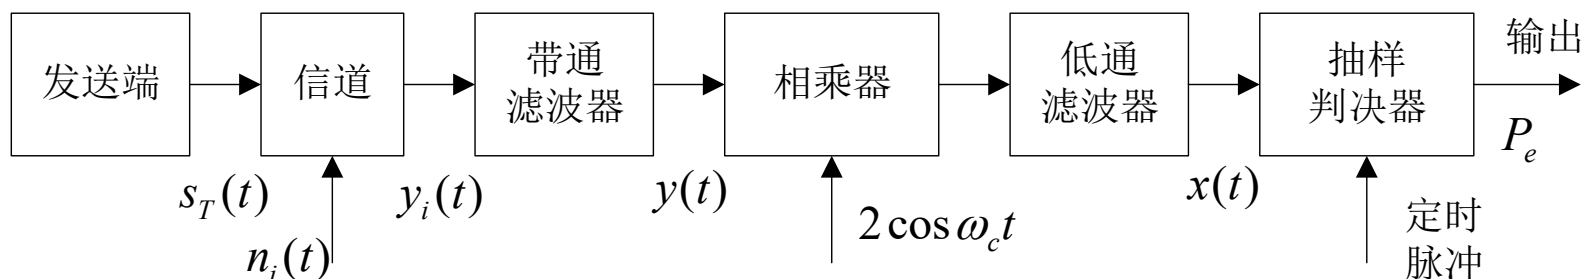 发送端
信道
带通
滤波器
相乘器
低通
滤波器
抽样
判决器
输出
P_e
s_T(t)
y_i(t)
y(t)
x(t)
n_i(t)
2cosω_ct
定时
脉冲